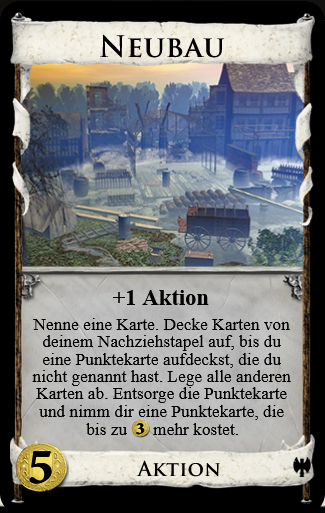 NEUBAU
+1 Aktion
Nenne eine Karte. Decke Karten von
deinem Nachziehstapel auf, bis du
eine Punktekarte aufdeckst, die du
nicht genannt hast. Lege alle anderen
Karten ab. Entsorge die Punktekarte
und nimm dir eine Punktekarte, die
bis zu 3 mehr kostet.
5
AKTION